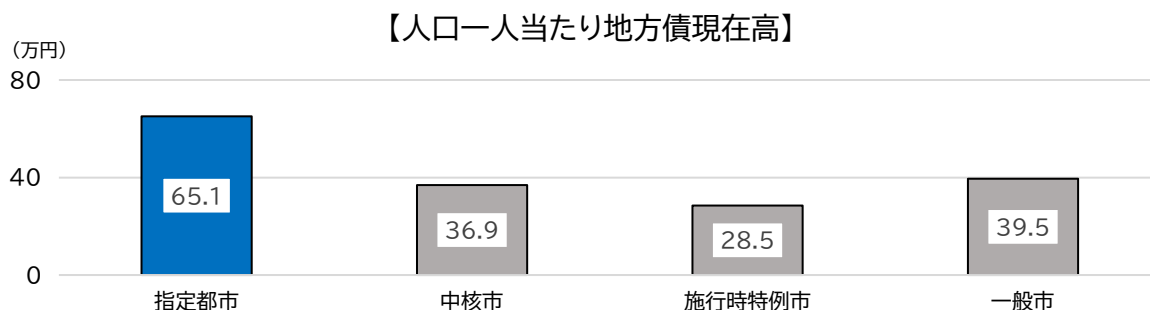 【人口一人当たり地方債現在高】
（万円）
80
40
0
65.1
36.9
28.5
39.5
指定都市
中核市
施行時特例市
一般市